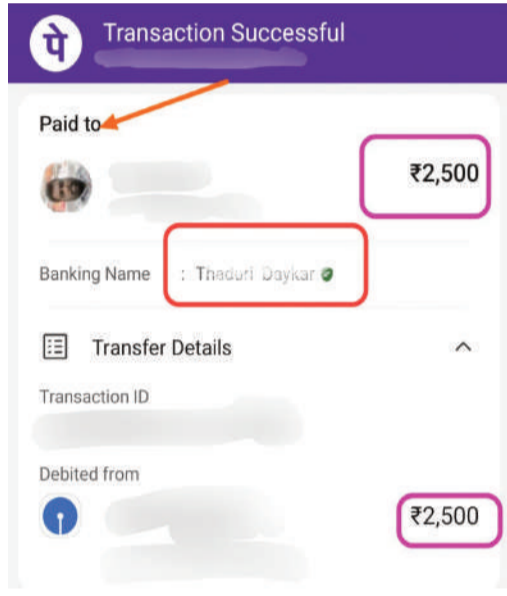 पे
Transaction Successful
Paid to
₹2,500
Banking Name : Thaduri Daykar
Transfer Details
Transaction ID
Debited from
₹2,500